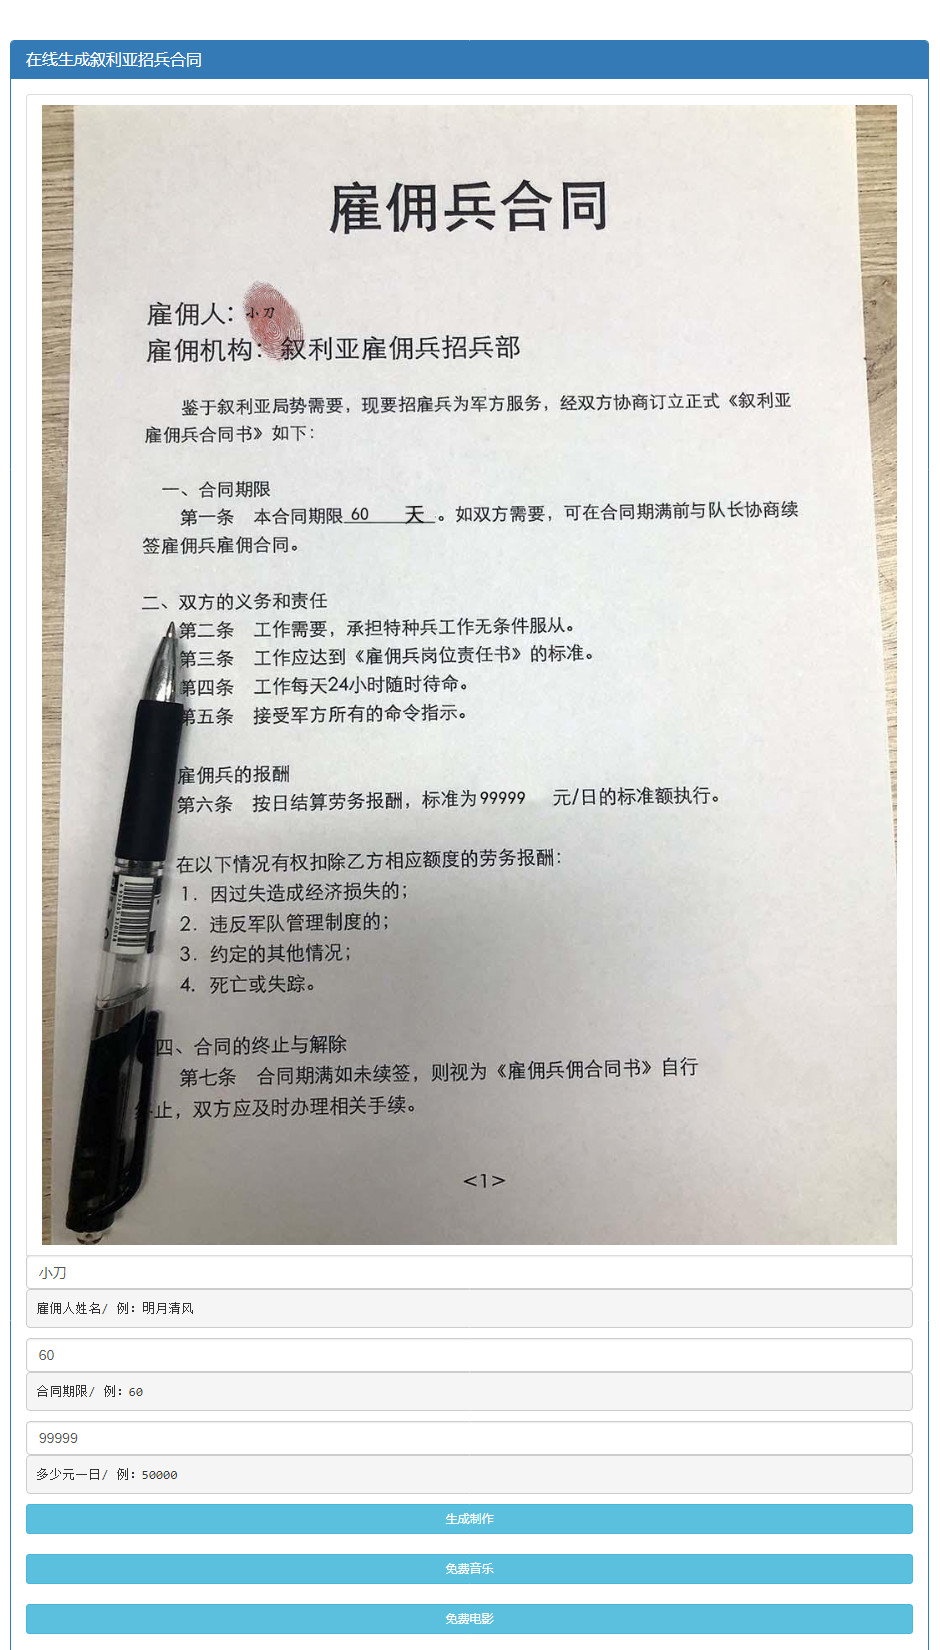 在线生成叙利亚招兵合同
雇佣兵合同
雇佣人：小刀
雇佣机构：叙利亚雇佣兵招兵部
鉴于叙利亚局势需要，现要招雇兵为军方服务，经双方协商订立正式《叙利亚
雇佣兵合同书》如下：
一、合同期限
第一条 本合同期限 60 天 。如双方需要，可在合同期满前与队长协商续
签雇佣兵雇佣合同。
二、双方的义务和责任
第二条 工作需要，承担特种兵工作无条件服从。
第三条 工作应达到《雇佣兵岗位责任书》的标准。
第四条 工作每天24小时随时待命。
第五条 接受军方所有的命令指示。
雇佣兵的报酬
第六条 按日结算劳务报酬，标准为99999 元/日的标准额执行。
在以下情况有权扣除乙方相应额度的劳务报酬：
1. 因过失造成经济损失的；
2. 违反军队管理制度的；
3. 约定的其他情况；
4. 死亡或失踪。
四、合同的终止与解除
第七条 合同期满如未续签，则视为《雇佣兵佣合同书》自行
终止，双方应及时办理相关手续。
<1>
小刀
雇佣人姓名/ 例：明月清风
60
合同期限/ 例：60
99999
多少元一日/ 例：50000
生成制作
免费音乐
免费电影